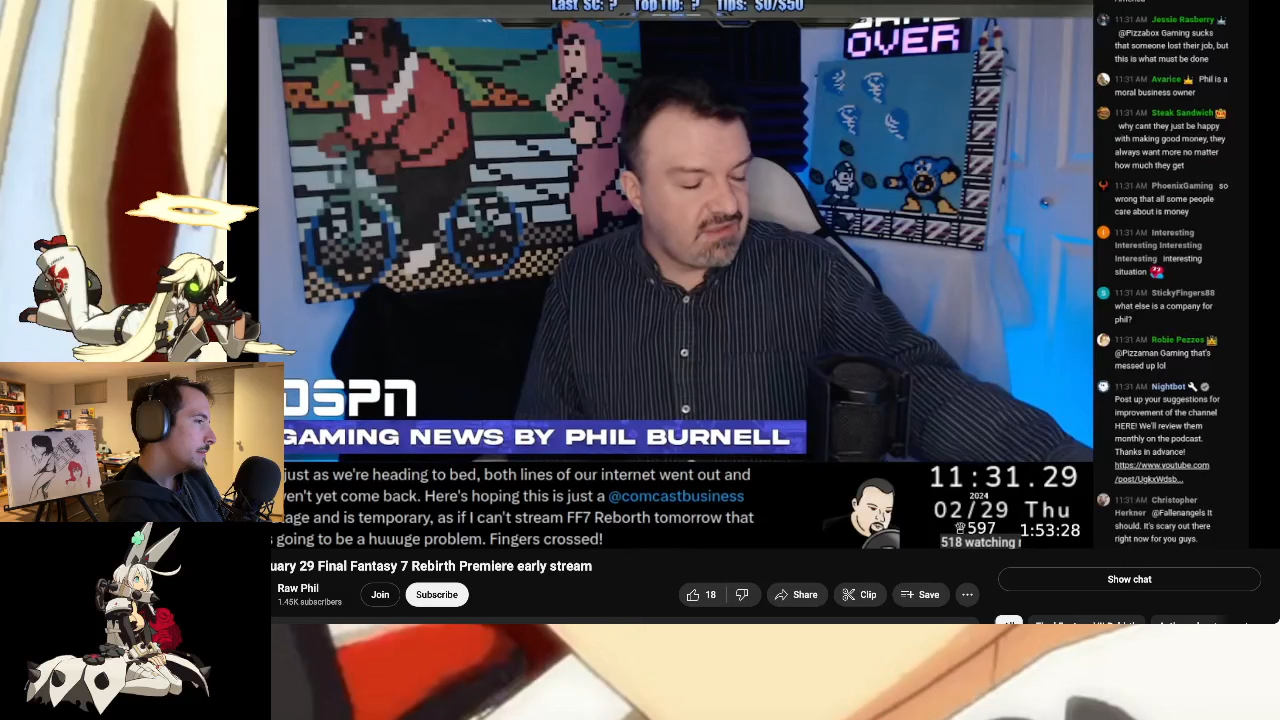 Last SC: ? Top Tip: ? Tips: $0/$50
GAME
OVER
DSPN
GAMING NEWS BY PHIL BURNELL
just as we're heading to bed, both lines of our internet went out and
ven't yet come back. Here's hoping this is just a @comcastbusiness
age and is temporary, as if I can't stream FF7 Reborth tomorrow that
going to be a huuuge problem. Fingers crossed!
11:31.29
2024
02/29 Thu
597
1:53:28
518 watching
uary 29 Final Fantasy 7 Rebirth Premiere early stream
Raw Phil
1.45K subscribers
Join
Subscribe
18
Share
Clip
Save
11:31 AM Jessie Rasberry
@Pizzabox Gaming sucks
that someone lost their job, but
this is what must be done
11:31 AM Avarice Phil is a
moral business owner
11:31 AM Steak Sandwich
why cant they just be happy
with making good money, they
always want more no matter
how much they get
11:31 AM PhoenixGaming so
wrong that all some people
care about is money
11:31 AM Interesting
Interesting Interesting
Interesting interesting
situation
11:31 AM StickyFingers88
what else is a company for
phil?
11:31 AM Robie Pezzos
@Pizzaman Gaming that's
messed up lol
11:31 AM Nightbot
Post up your suggestions for
improvement of the channel
HERE! We'll review them
monthly on the podcast.
Thanks in advance!
https://www.youtube.com
/post/UgkxWdsb...
11:31 AM Christopher
Herkner @Fallenangels It
should. It's scary out there
right now for you guys.
Show chat